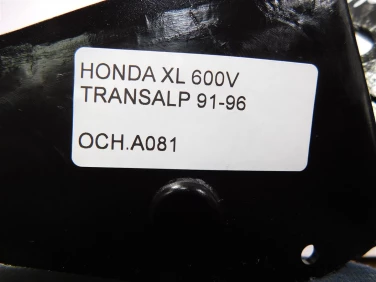 HONDA XL 600V
TRANSALP 91-96
OCH.A081